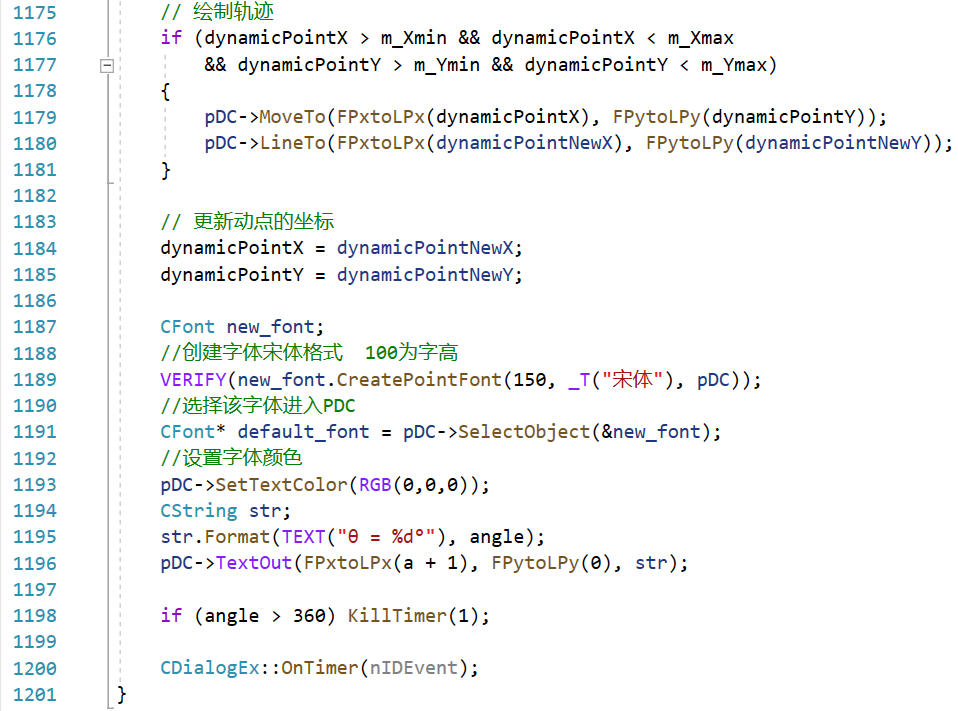 1175 // 绘制轨迹
1176 if (dynamicPointX > m_Xmin && dynamicPointX < m_Xmax
1177 && dynamicPointY > m_Ymin && dynamicPointY < m_Ymax)
1178 {
1179 pDC->MoveTo(FPxtoLPx(dynamicPointX), FPytoLPy(dynamicPointY));
1180 pDC->LineTo(FPxtoLPx(dynamicPointNewX), FPytoLPy(dynamicPointNewY));
1181 }
1182
1183 // 更新动点的坐标
1184 dynamicPointX = dynamicPointNewX;
1185 dynamicPointY = dynamicPointNewY;
1186
1187 CFont new_font;
1188 //创建字体宋体格式  100为字高
1189 VERIFY(new_font.CreatePointFont(150, _T("宋体"), pDC));
1190 //选择该字体进入PDC
1191 CFont* default_font = pDC->SelectObject(&new_font);
1192 //设置字体颜色
1193 pDC->SetTextColor(RGB(0,0,0));
1194 CString str;
1195 str.Format(TEXT("θ = %d°"), angle);
1196 pDC->TextOut(FPxtoLPx(a + 1), FPytoLPy(0), str);
1197
1198 if (angle > 360) KillTimer(1);
1199
1200 CDialogEx::OnTimer(nIDEvent);
1201 }